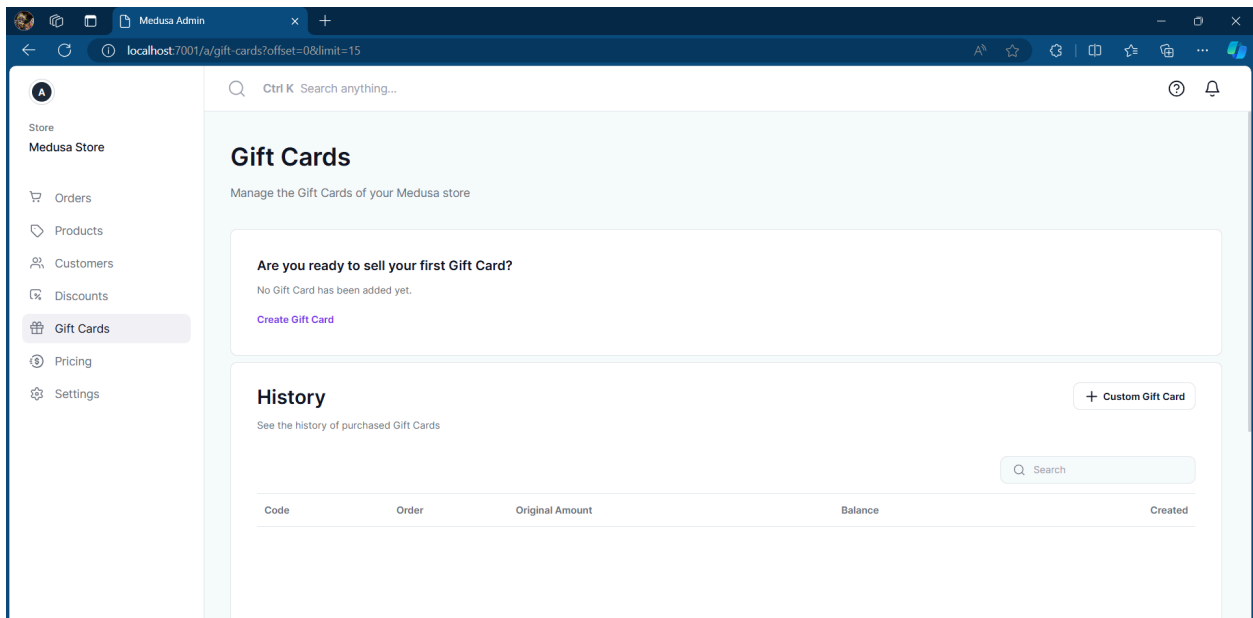 Medusa Admin
localhost:7001/a/gift-cards?offset=0&limit=15
A
Ctrl K Search anything...
Store
Medusa Store
Orders
Products
Customers
Discounts
Gift Cards
Pricing
Settings
Gift Cards
Manage the Gift Cards of your Medusa store
Are you ready to sell your first Gift Card?
No Gift Card has been added yet.
Create Gift Card
History
Custom Gift Card
See the history of purchased Gift Cards
Search
Code Order Original Amount Balance Created